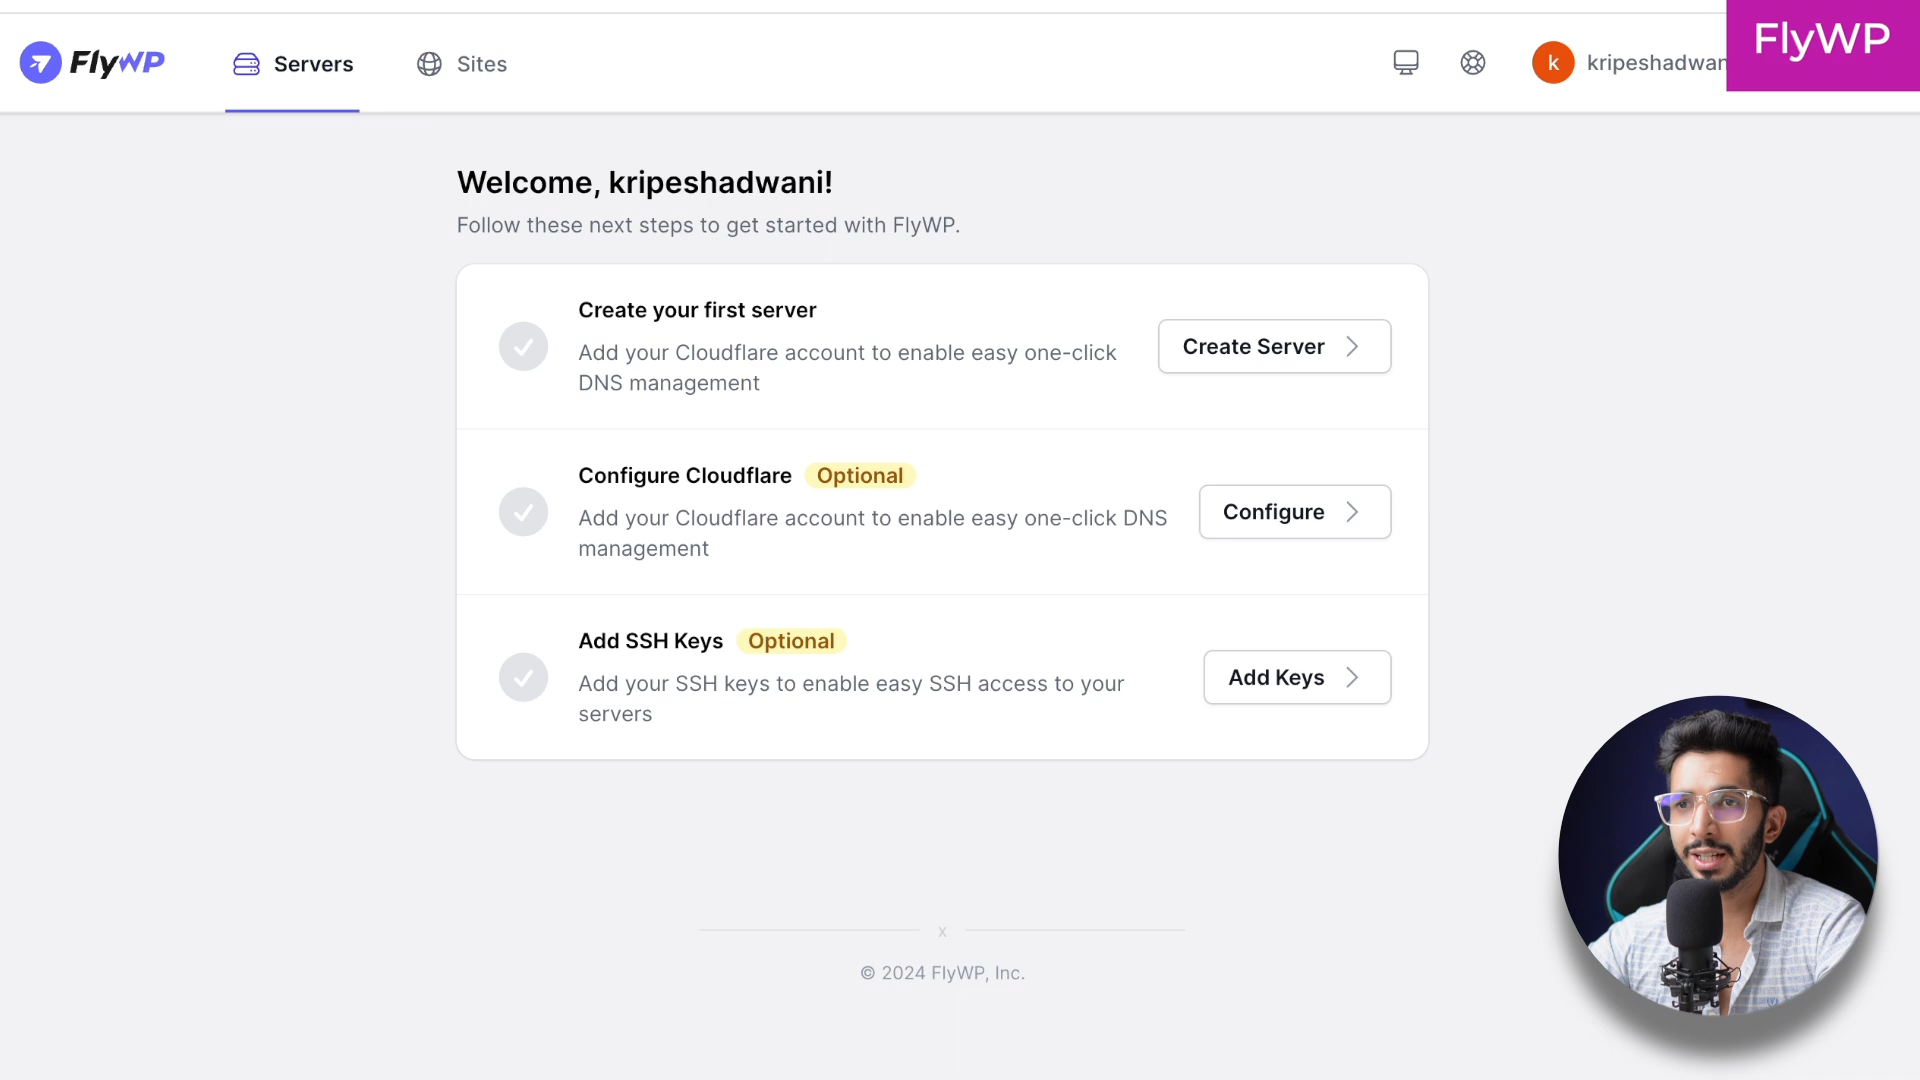 FlyWP
Servers
Sites
k
kripeshadwan
FlyWP
Welcome, kripeshadwani!
Follow these next steps to get started with FlyWP.
Create your first server
Add your Cloudflare account to enable easy one-click
DNS management
Create Server
Configure Cloudflare Optional
Add your Cloudflare account to enable easy one-click DNS
management
Configure
Add SSH Keys Optional
Add your SSH keys to enable easy SSH access to your
servers
Add Keys
x
© 2024 FlyWP, Inc.